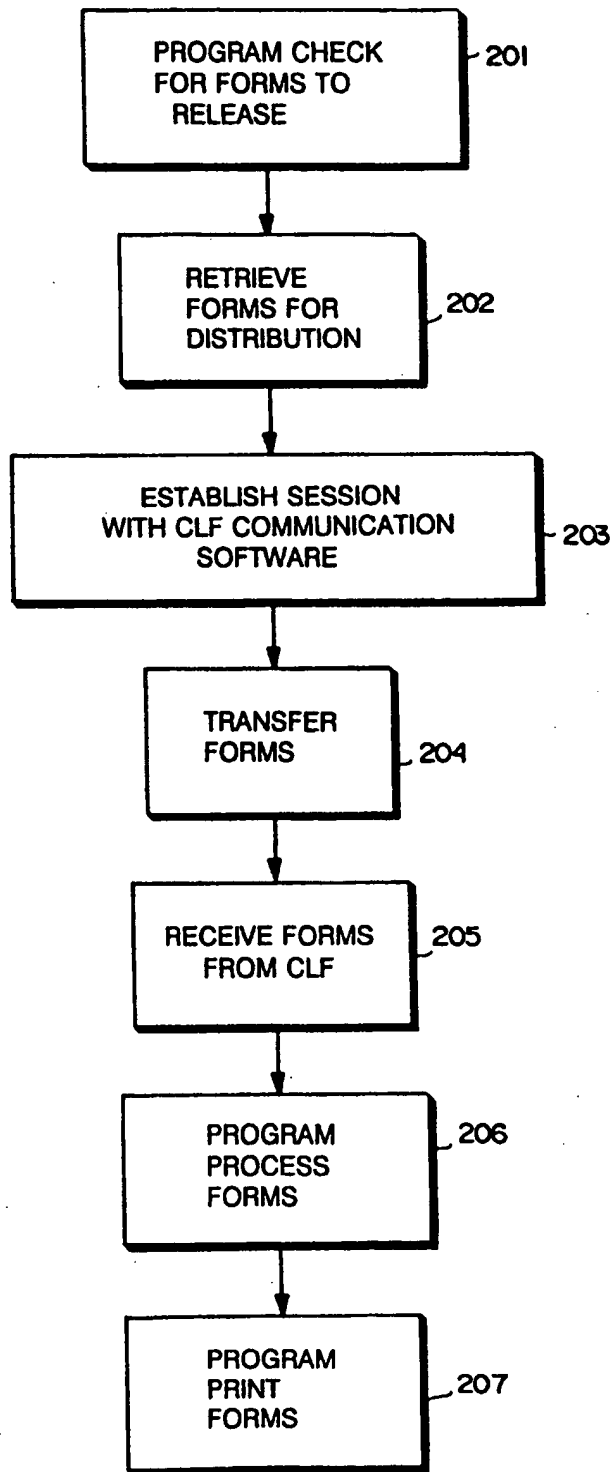 PROGRAM CHECK
FOR FORMS TO
RELEASE
201
RETRIEVE
FORMS FOR
DISTRIBUTION
202
ESTABLISH SESSION
WITH CLF COMMUNICATION
SOFTWARE
203
TRANSFER
FORMS
204
RECEIVE FORMS
FROM CLF
205
PROGRAM
PROCESS
FORMS
206
PROGRAM
PRINT
FORMS
207